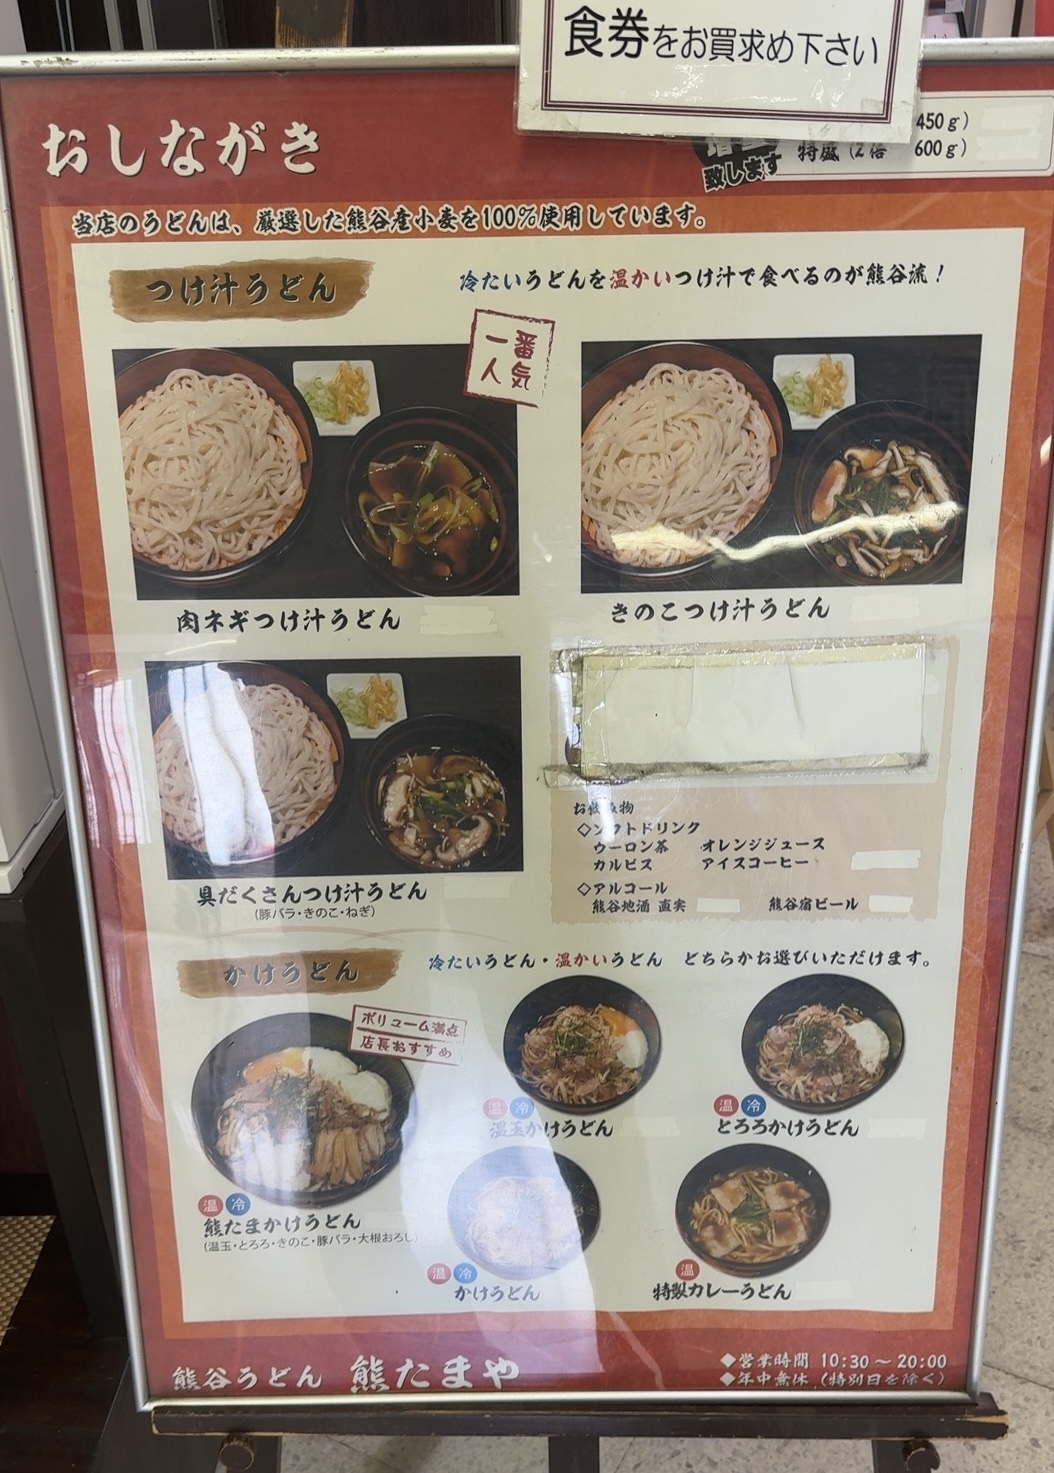 食券をお買求め下さい
おしながき
450g)
致します 特盛(2倍 600g)
当店のうどんは、厳選した熊谷産小麦を100%使用しています。
つけ汁うどん
冷たいうどんを温かいつけ汁で食べるのが熊谷流!
一番
人気
肉ネギつけ汁うどん
きのこつけ汁うどん
具だくさんつけ汁うどん
(豚バラ・きのこ・ねぎ)
お飲み物
◇ソフトドリンク
ウーロン茶 オレンジジュース
カルピス アイスコーヒー
◇アルコール
熊谷地酒 直実 熊谷宿ビール
かけうどん
冷たいうどん・温かいうどん どちらかお選びいただけます。
ボリューム満点
店長おすすめ
温 冷
熊たまかけうどん
(温玉・とろろ・きのこ・豚バラ・大根おろし)
温 冷
温玉かけうどん
温 冷
とろろかけうどん
温 冷
かけうどん
温
特製カレーうどん
熊谷うどん 熊たまや
◆営業時間 10:30~20:00
◆年中無休 (特別日を除く)